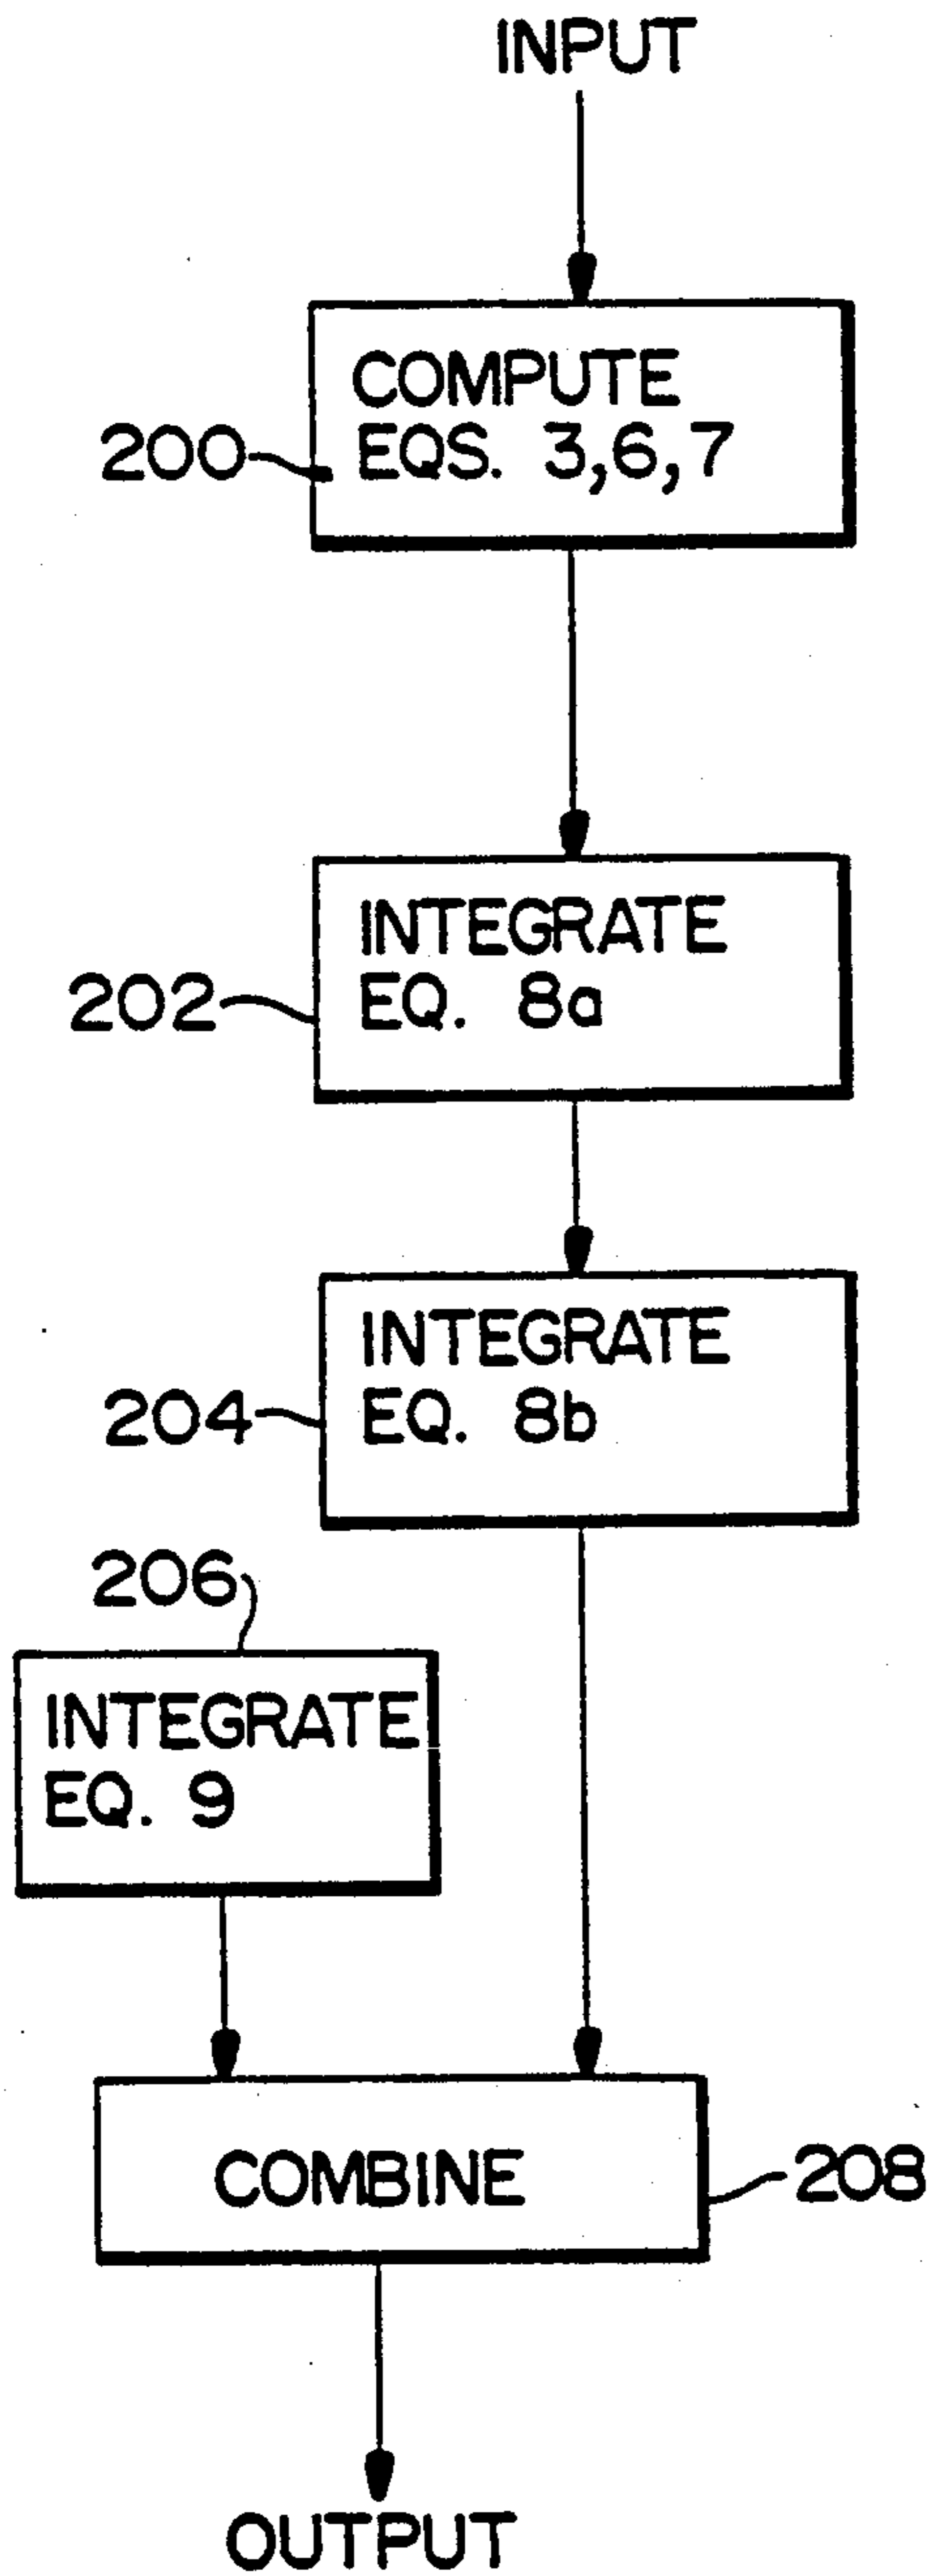 INPUT
COMPUTE
200 EQS. 3,6,7
INTEGRATE
202 EQ. 8a
INTEGRATE
204 EQ. 8b
206
INTEGRATE
EQ. 9
COMBINE 208
OUTPUT